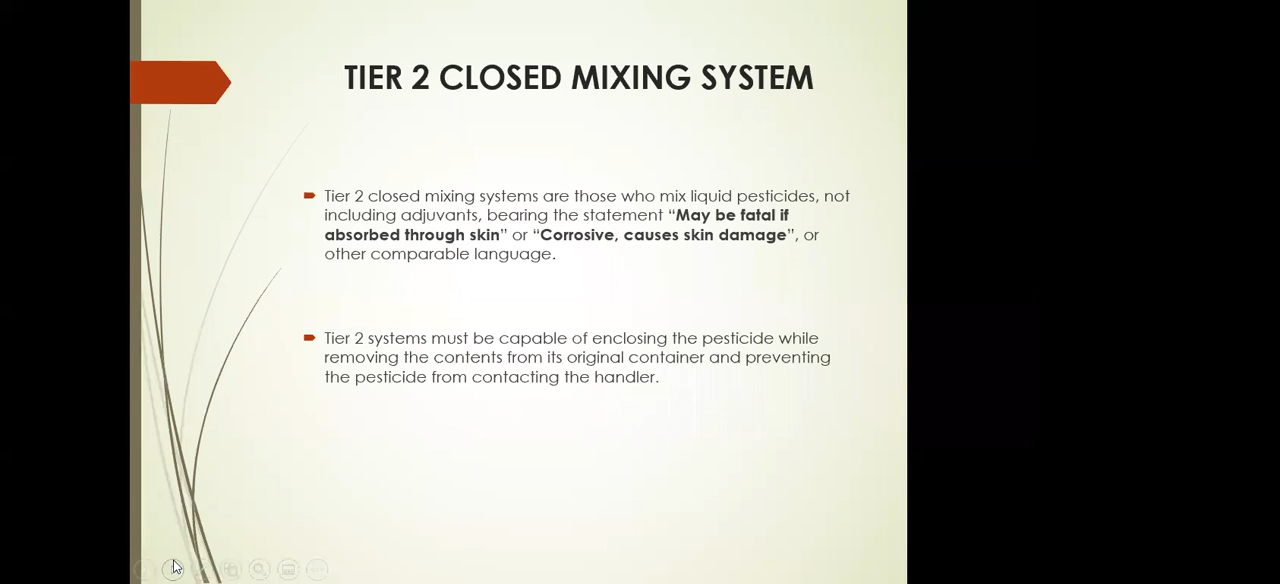 TIER 2 CLOSED MIXING SYSTEM
Tier 2 closed mixing systems are those who mix liquid pesticides, not
including adjuvants, bearing the statement “May be fatal if
absorbed through skin” or “Corrosive, causes skin damage”, or
other comparable language.
Tier 2 systems must be capable of enclosing the pesticide while
removing the contents from its original container and preventing
the pesticide from contacting the handler.